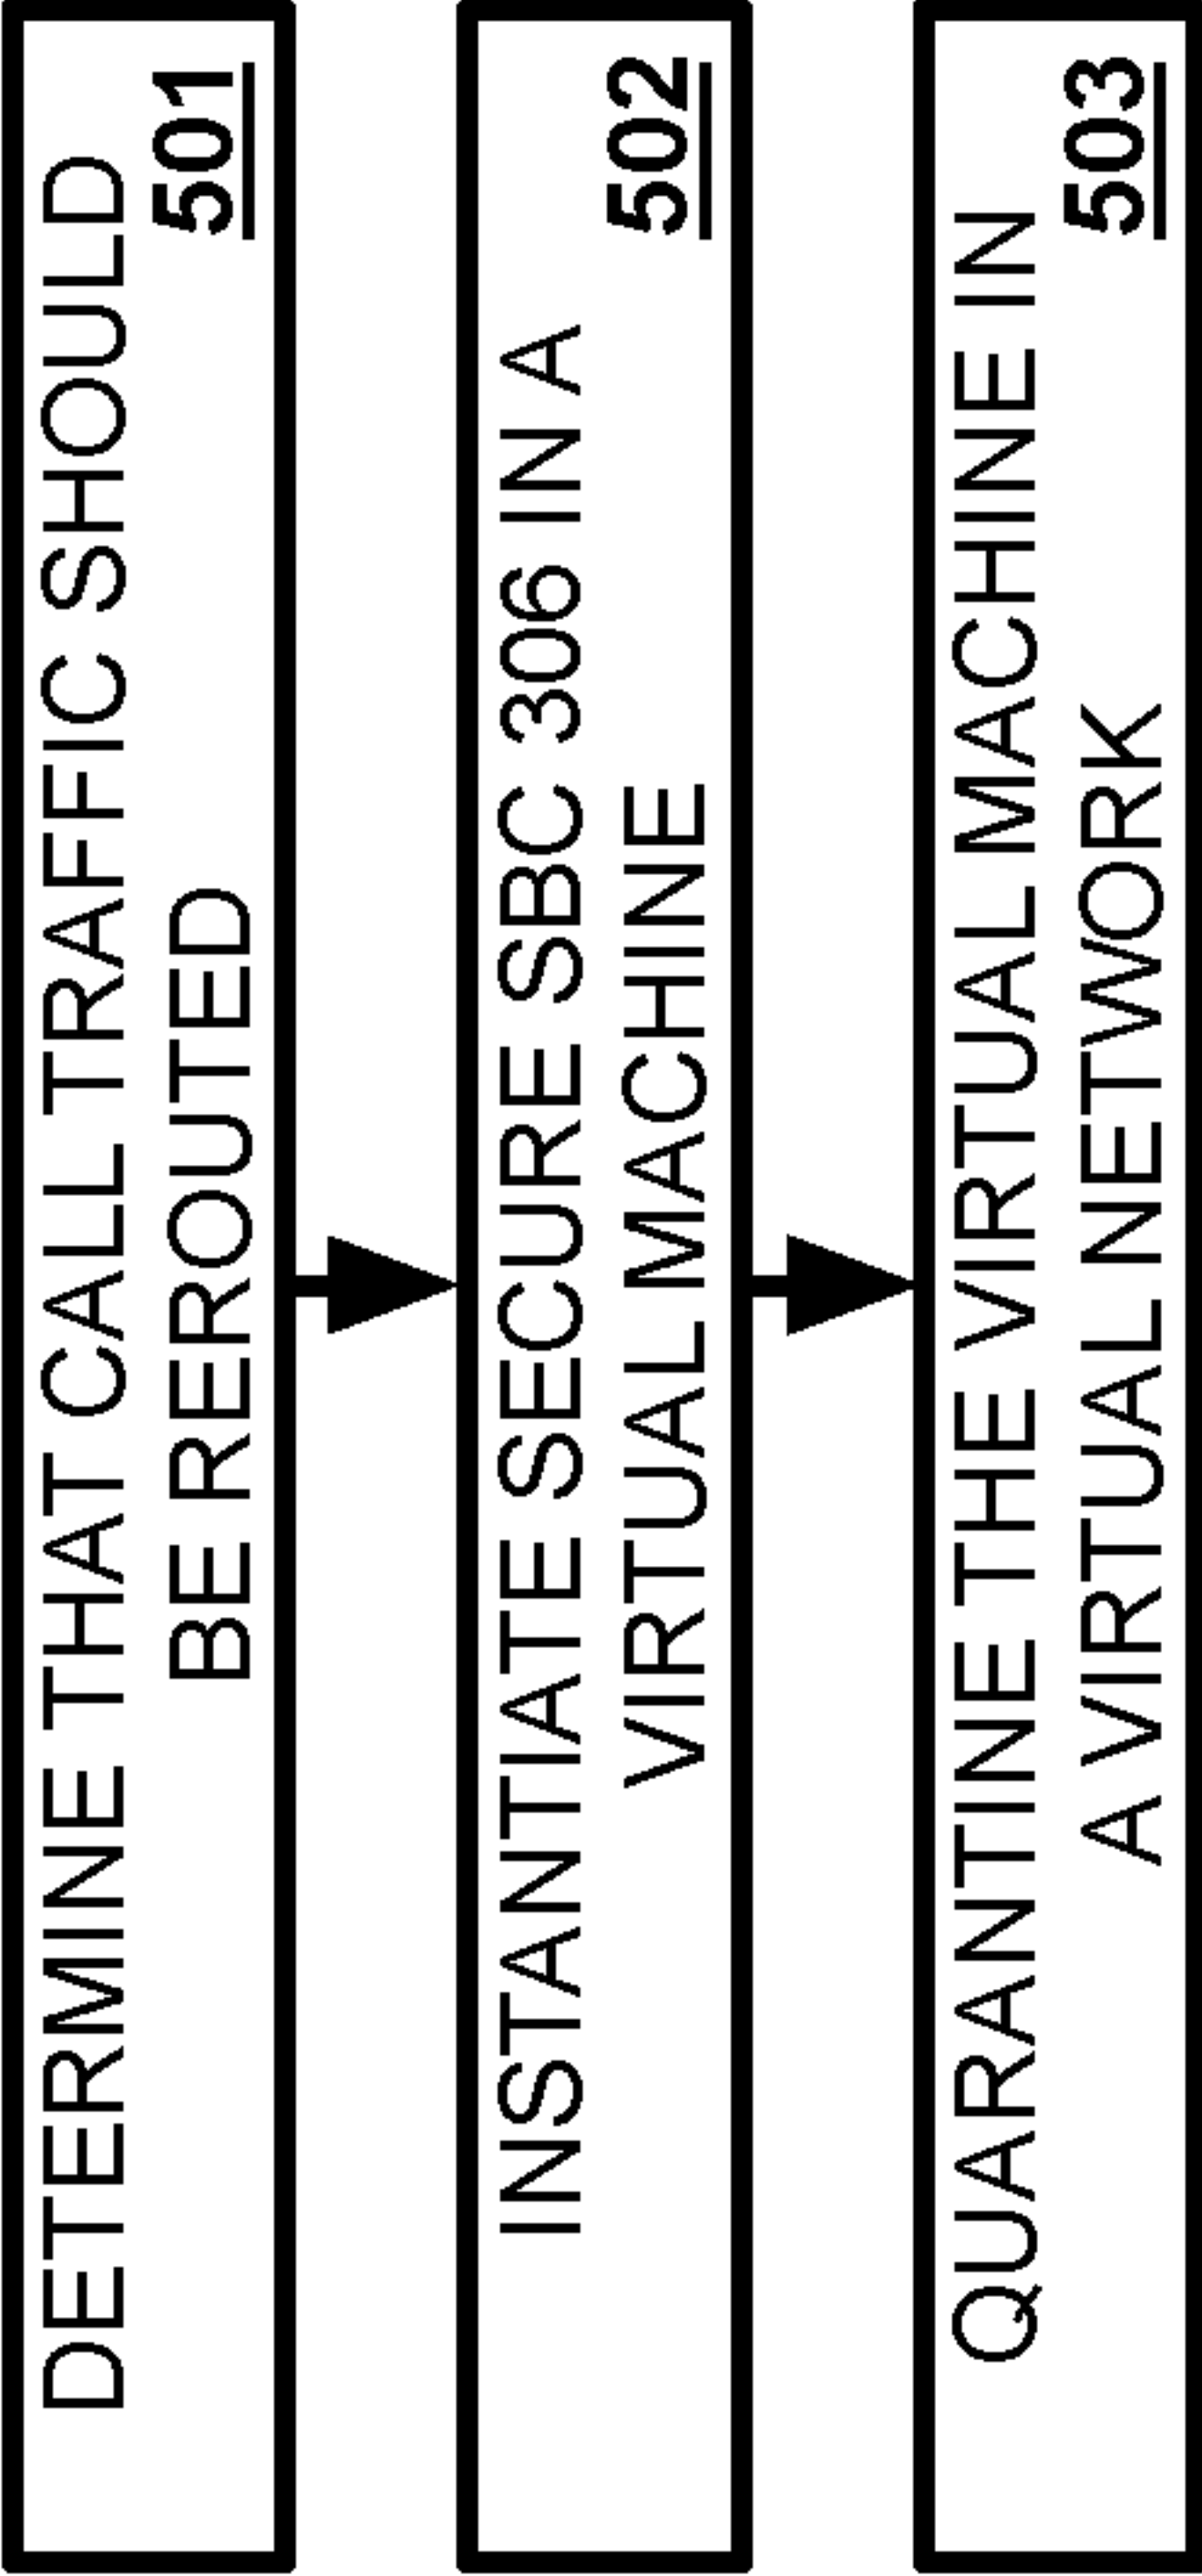 DETERMINE THAT CALL TRAFFIC SHOULD
BE REROUTED
501
INSTANTIATE SECURE SBC 306 IN A
VIRTUAL MACHINE
502
QUARANTINE THE VIRTUAL MACHINE IN
A VIRTUAL NETWORK
503